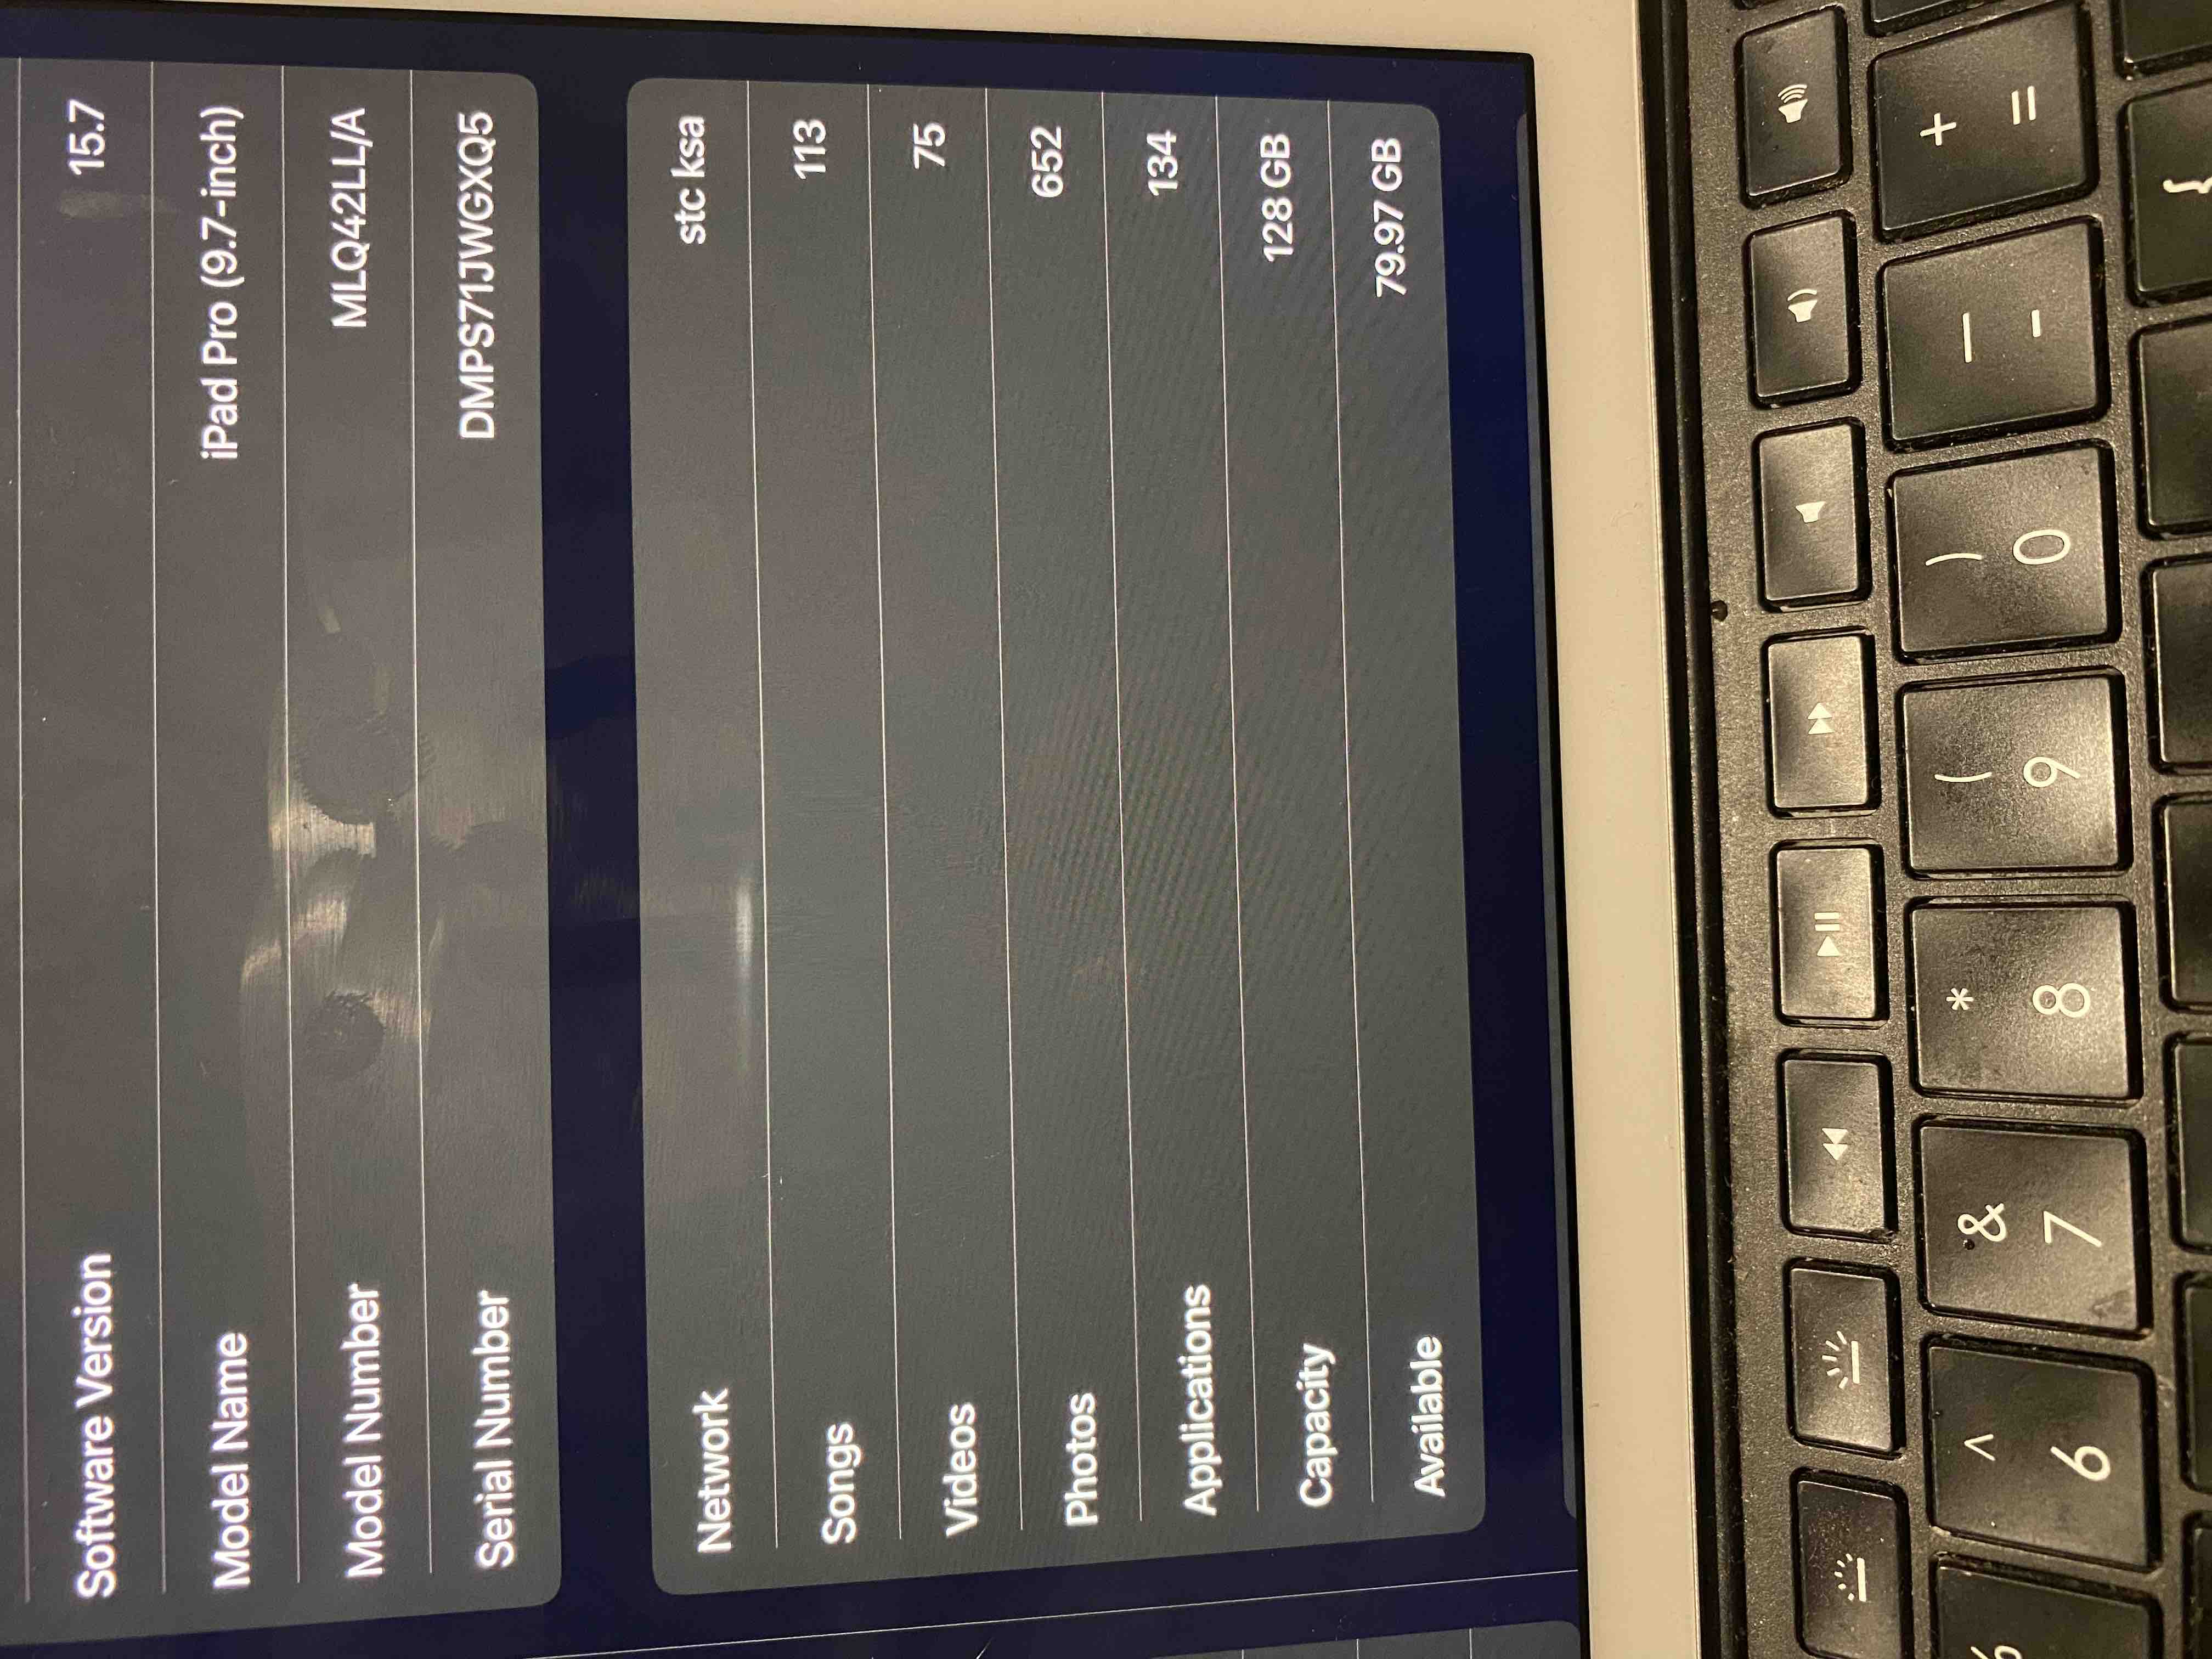 Software Version 15.7
Model Name iPad Pro (9.7-inch)
Model Number MLQ42LL/A
Serial Number DMPS71JWGXQ5
Network stc ksa
Songs 113
Videos 75
Photos 652
Applications 134
Capacity 128 GB
Available 79.97 GB
% ^ & * ( ) — +
6 7 8 9 0 - =
{